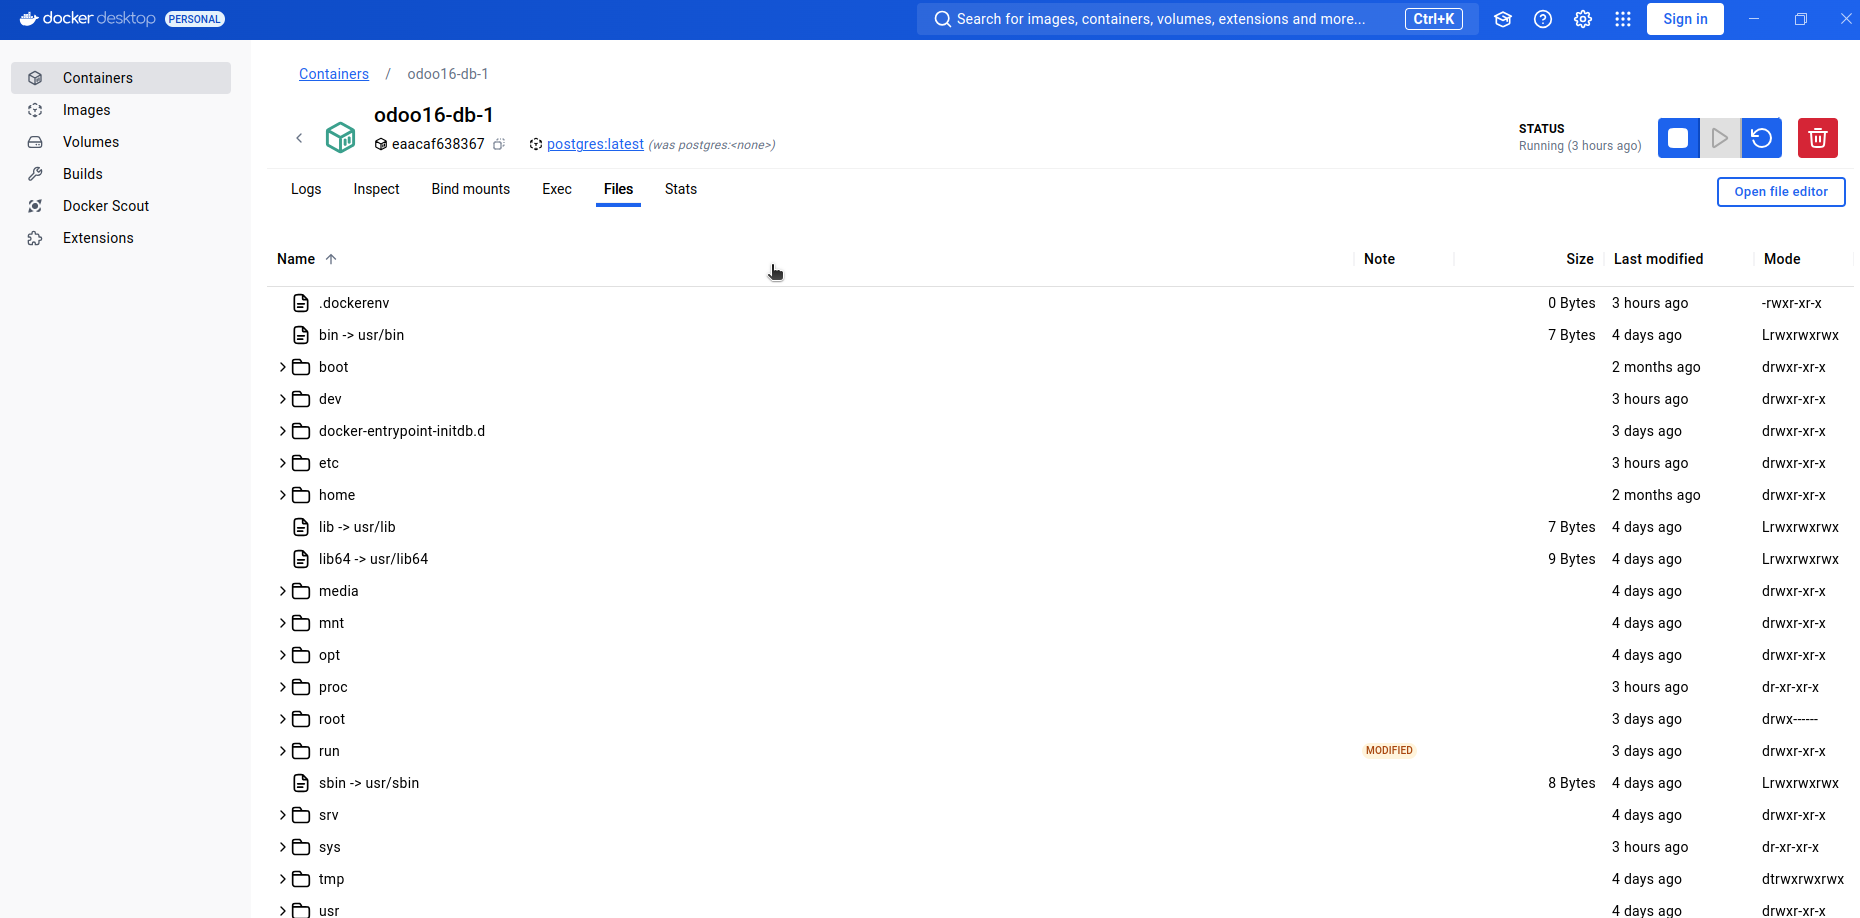 docker desktop PERSONAL
Search for images, containers, volumes, extensions and more... Ctrl+K
Sign in
Containers
Images
Volumes
Builds
Docker Scout
Extensions
Containers / odoo16-db-1
odoo16-db-1
eaacaf638367 postgres:latest (was postgres:<none>)
STATUS
Running (3 hours ago)
Logs Inspect Bind mounts Exec Files Stats
Open file editor
Name Note Size Last modified Mode
.dockerenv 0 Bytes 3 hours ago -rwxr-xr-x
bin -> usr/bin 7 Bytes 4 days ago Lrwxrwxrwx
boot 2 months ago drwxr-xr-x
dev 3 hours ago drwxr-xr-x
docker-entrypoint-initdb.d 3 days ago drwxr-xr-x
etc 3 hours ago drwxr-xr-x
home 2 months ago drwxr-xr-x
lib -> usr/lib 7 Bytes 4 days ago Lrwxrwxrwx
lib64 -> usr/lib64 9 Bytes 4 days ago Lrwxrwxrwx
media 4 days ago drwxr-xr-x
mnt 4 days ago drwxr-xr-x
opt 4 days ago drwxr-xr-x
proc 3 hours ago dr-xr-xr-x
root 3 days ago drwx------
run MODIFIED 3 days ago drwxr-xr-x
sbin -> usr/sbin 8 Bytes 4 days ago Lrwxrwxrwx
srv 4 days ago drwxr-xr-x
sys 3 hours ago dr-xr-xr-x
tmp 4 days ago dtrwxrwxrwx
usr 4 days ago drwxr-xr-x